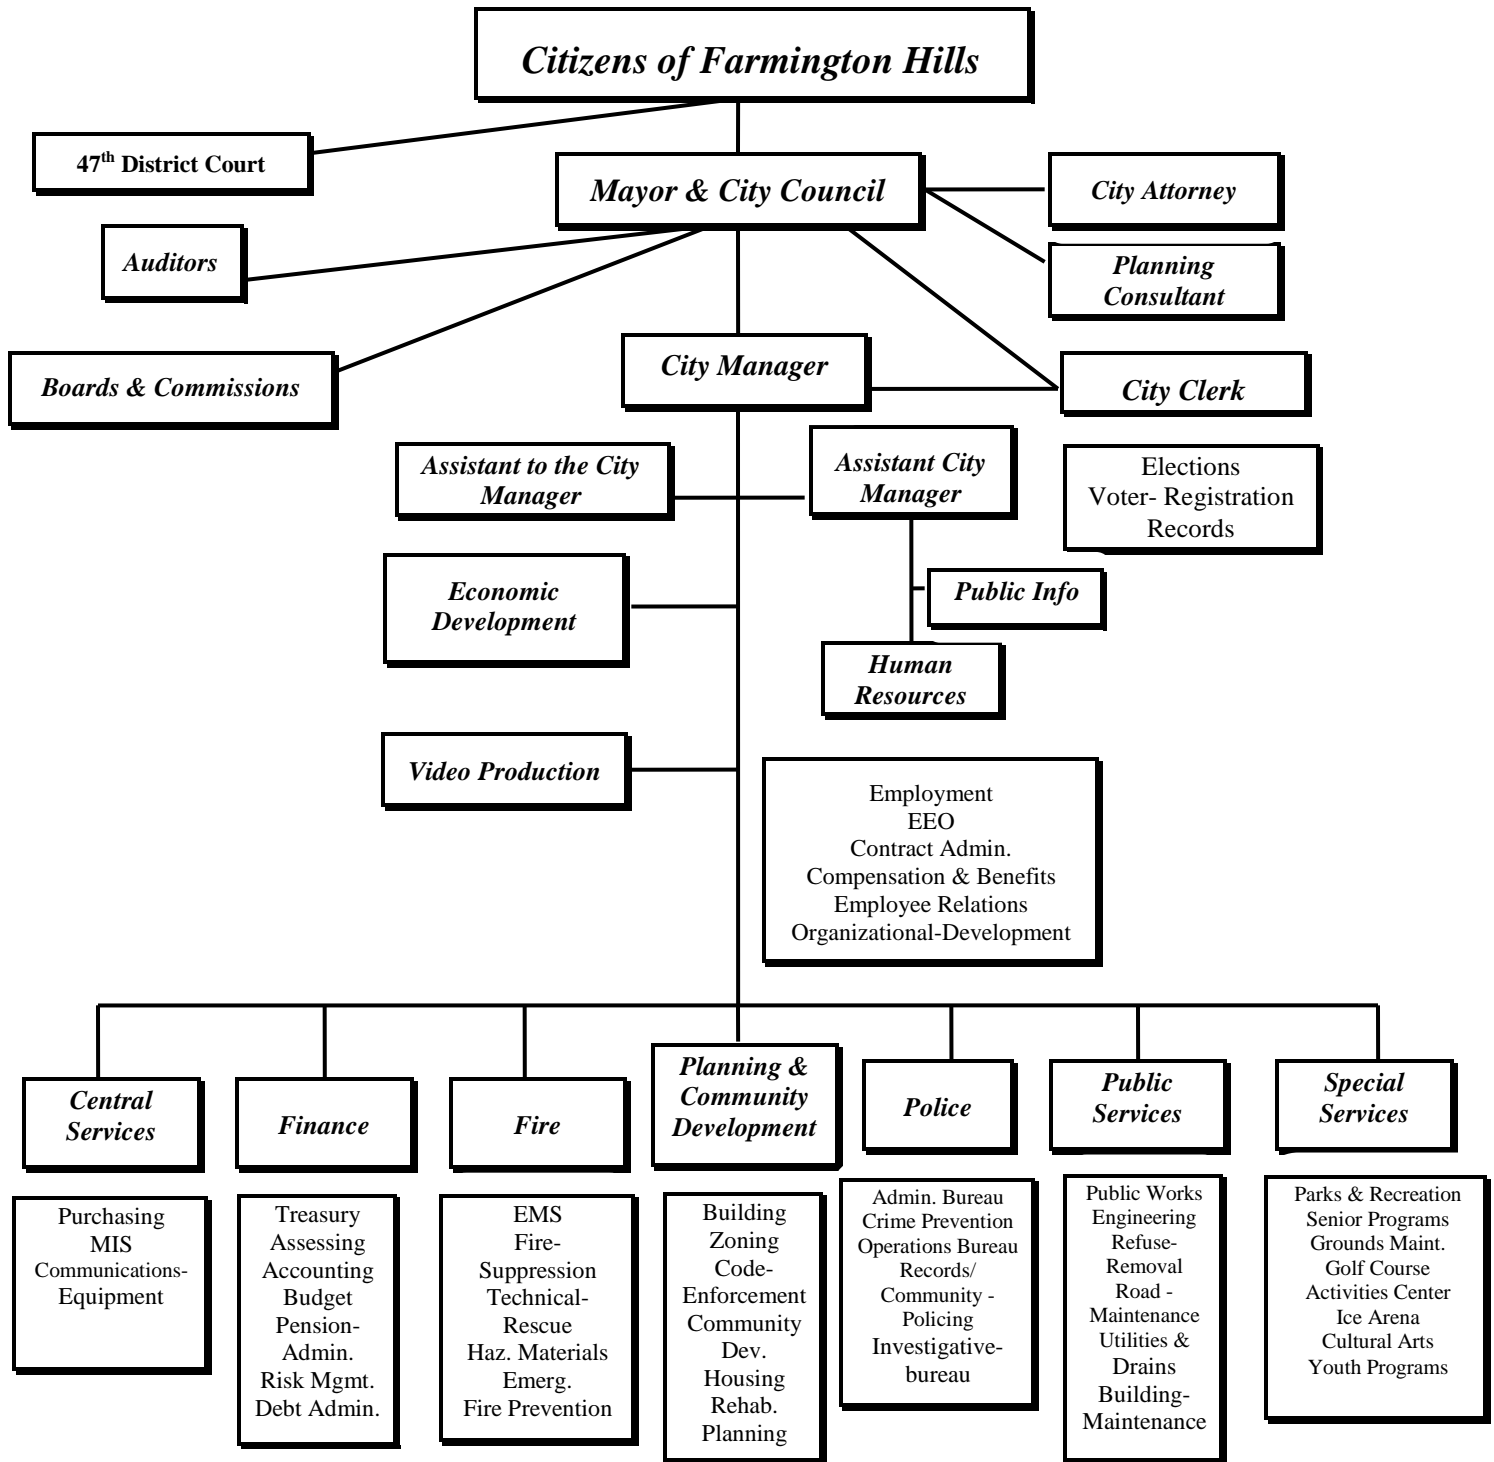 Citizens of Farmington Hills
47th District Court
Mayor & City Council
City Attorney
Auditors
Planning
Consultant
City Manager
Boards & Commissions
City Clerk
Assistant to the City
Manager
Assistant City
Manager
Elections
Voter- Registration
Records
Economic
Development
Public Info
Human
Resources
Video Production
Employment
EEO
Contract Admin.
Compensation & Benefits
Employee Relations
Organizational-Development
Central
Services
Finance
Fire
Planning &
Community
Development
Police
Public
Services
Special
Services
Purchasing
MIS
Communications-
Equipment
Treasury
Assessing
Accounting
Budget
Pension-
Admin.
Risk Mgmt.
Debt Admin.
EMS
Fire-
Suppression
Technical-
Rescue
Haz. Materials
Emerg.
Fire Prevention
Building
Zoning
Code-
Enforcement
Community
Dev.
Housing
Rehab.
Planning
Admin. Bureau
Crime Prevention
Operations Bureau
Records/
Community -
Policing
Investigative-
bureau
Public Works
Engineering
Refuse-
Removal
Road -
Maintenance
Utilities &
Drains
Building-
Maintenance
Parks & Recreation
Senior Programs
Grounds Maint.
Golf Course
Activities Center
Ice Arena
Cultural Arts
Youth Programs